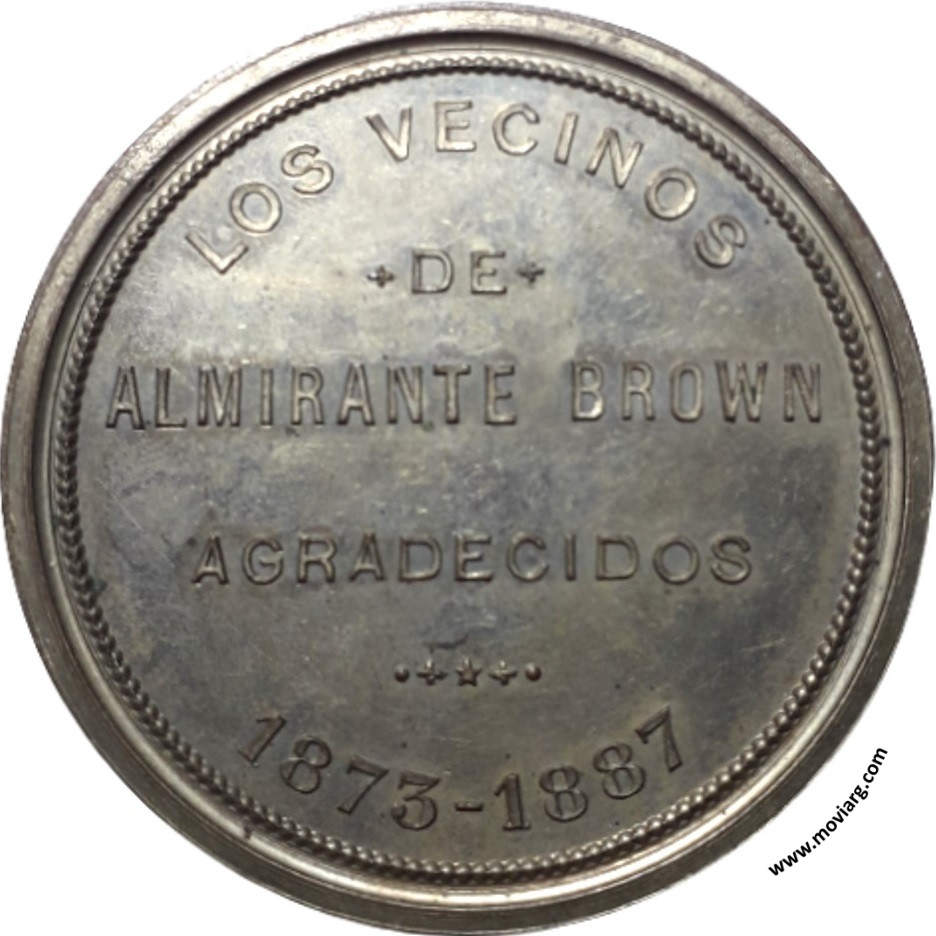 LOS VECINOS
DE
ALMIRANTE BROWN
AGRADECIDOS
1873-1887
www.moviarg.com